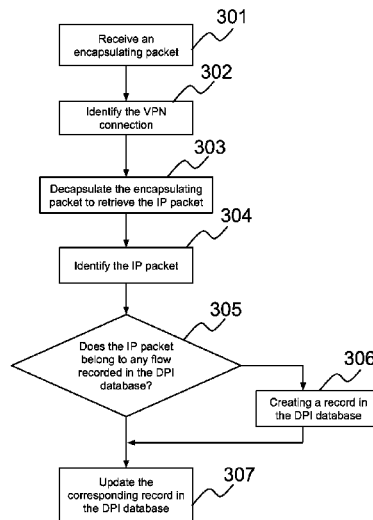 301
Receive an
encapsulating packet
302
Identify the VPN
connection
303
Decapsulate the encapsulating
packet to retrieve the IP packet
304
Identify the IP packet
305
Does the IP packet
belong to any flow
recorded in the DPI
database?
306
Creating a record in
the DPI database
307
Update the
corresponding record in
the DPI database